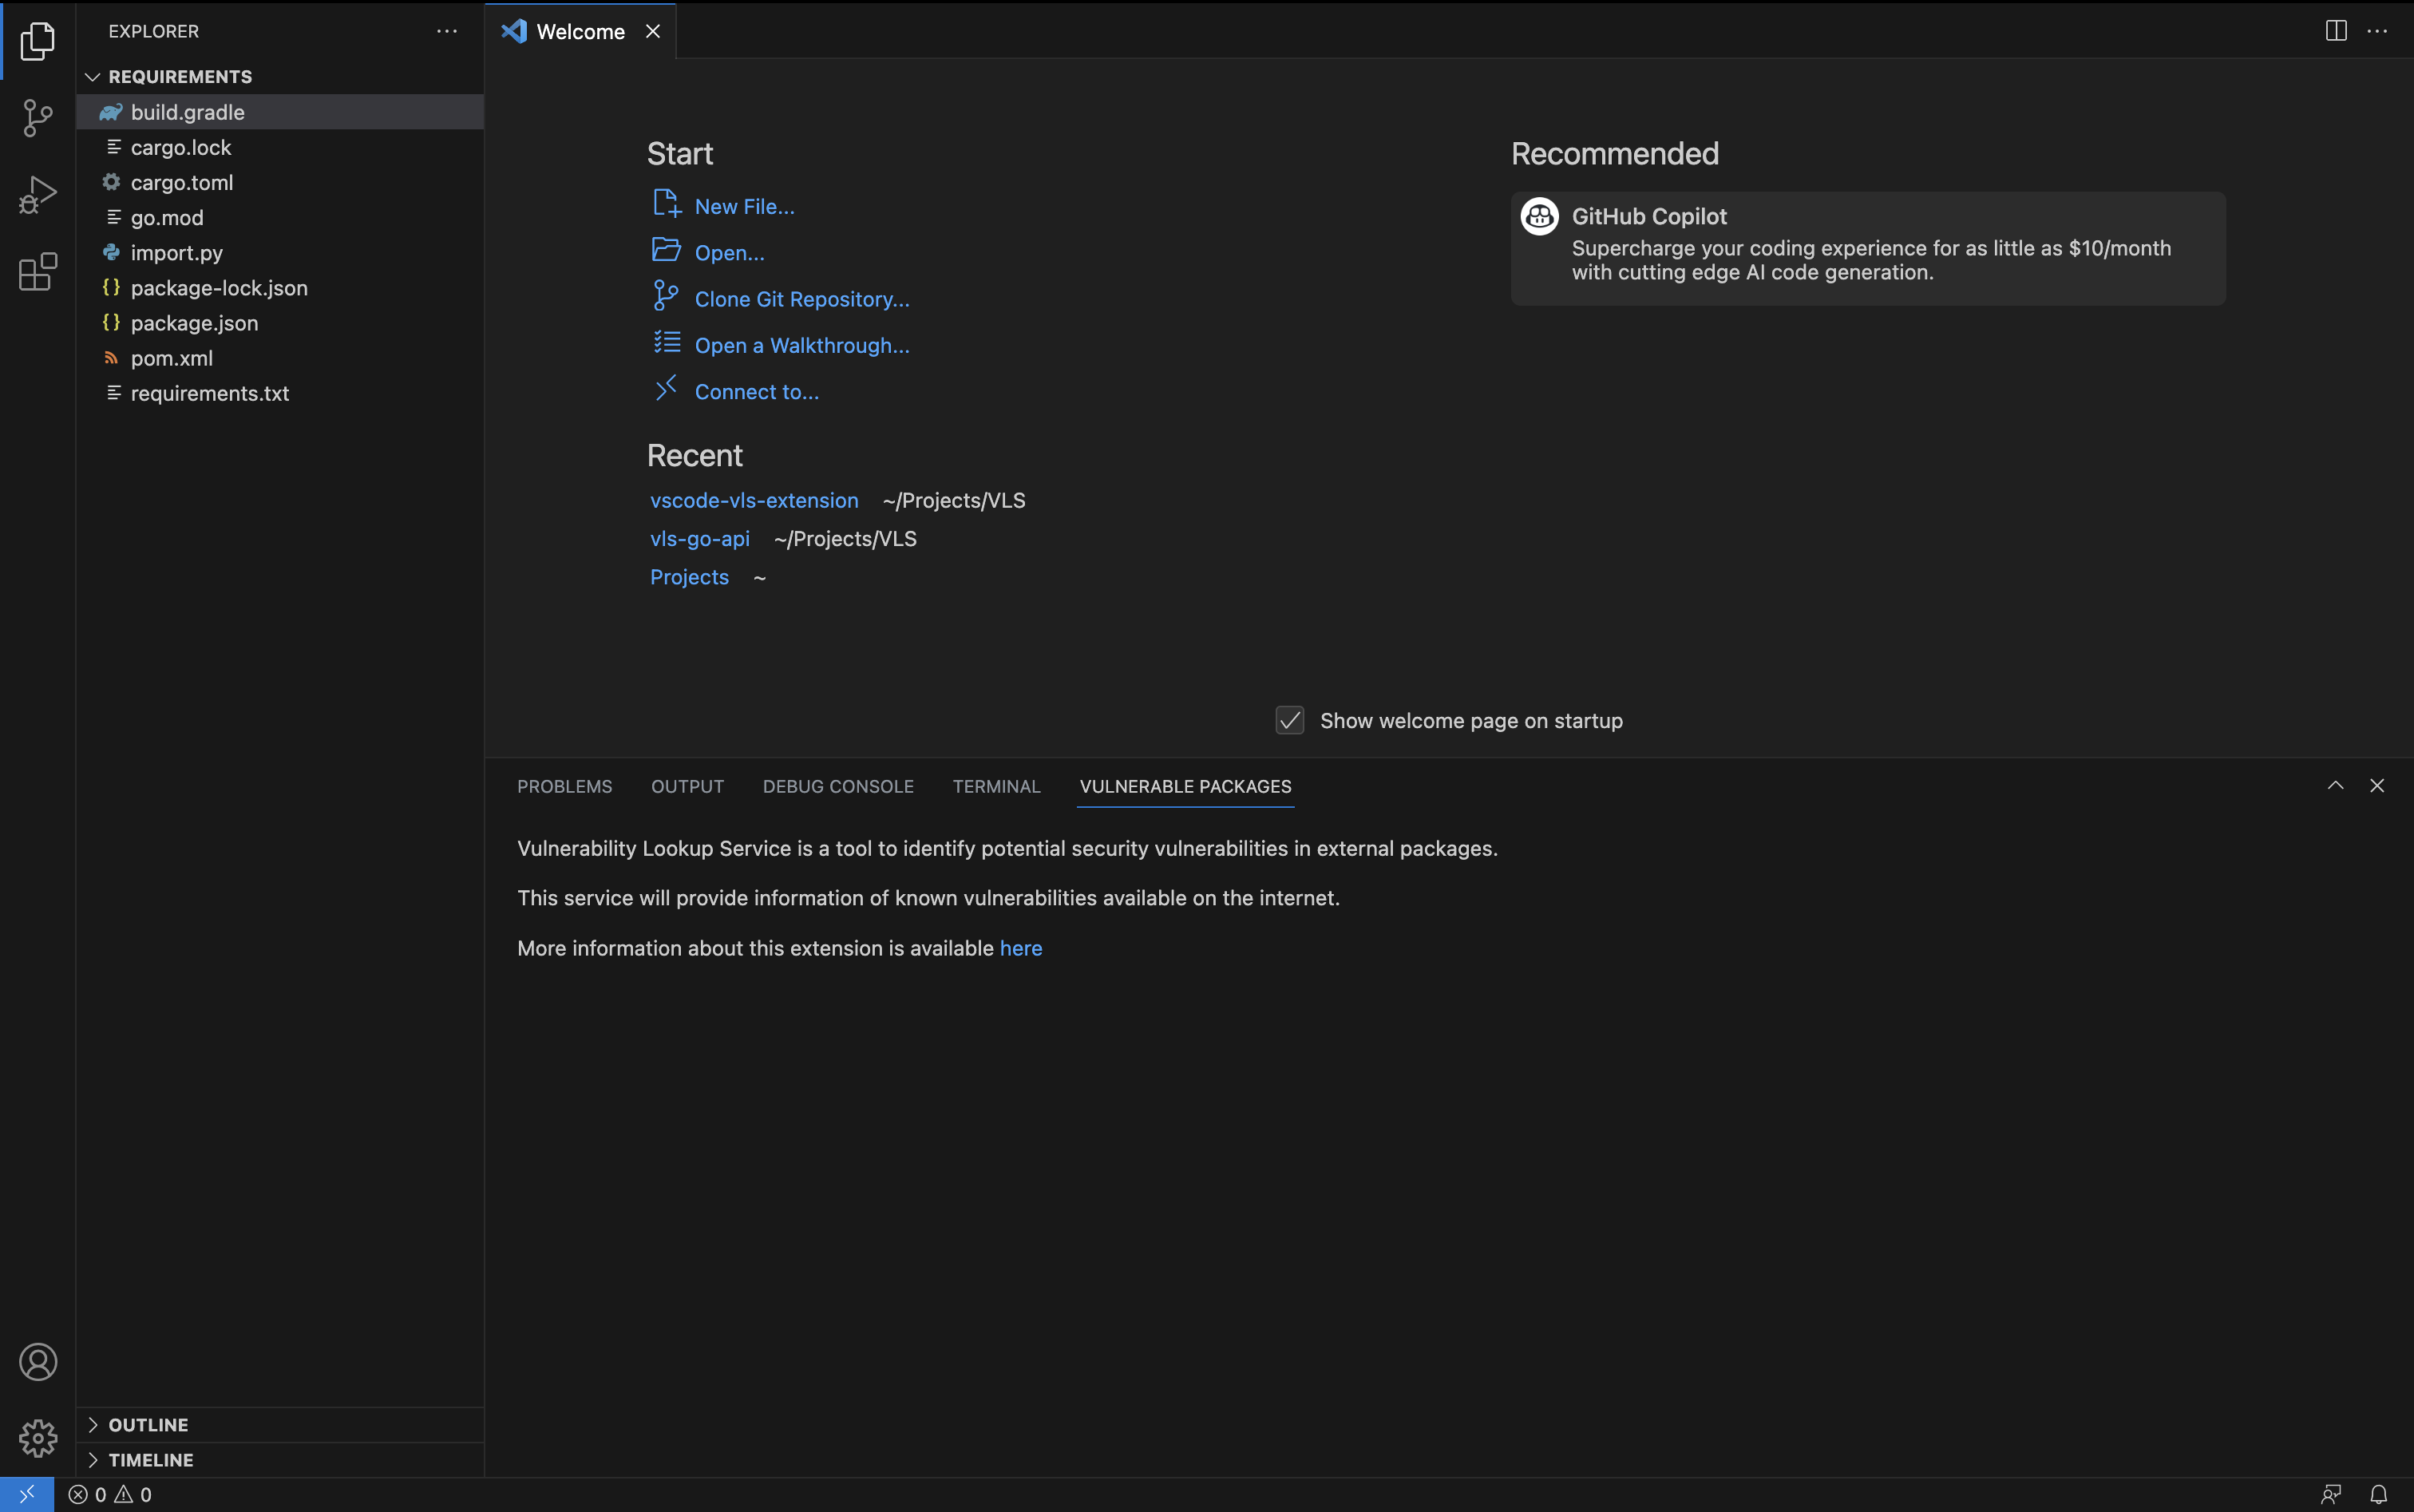 EXPLORER
REQUIREMENTS
build.gradle
cargo.lock
cargo.toml
go.mod
import.py
package-lock.json
package.json
pom.xml
requirements.txt
OUTLINE
TIMELINE
Welcome
Start
New File...
Open...
Clone Git Repository...
Open a Walkthrough...
Connect to...
Recent
vscode-vls-extension ~/Projects/VLS
vls-go-api ~/Projects/VLS
Projects ~
Recommended
GitHub Copilot
Supercharge your coding experience for as little as $10/month
with cutting edge AI code generation.
Show welcome page on startup
PROBLEMS OUTPUT DEBUG CONSOLE TERMINAL VULNERABLE PACKAGES
Vulnerability Lookup Service is a tool to identify potential security vulnerabilities in external packages.
This service will provide information of known vulnerabilities available on the internet.
More information about this extension is available here
0 0